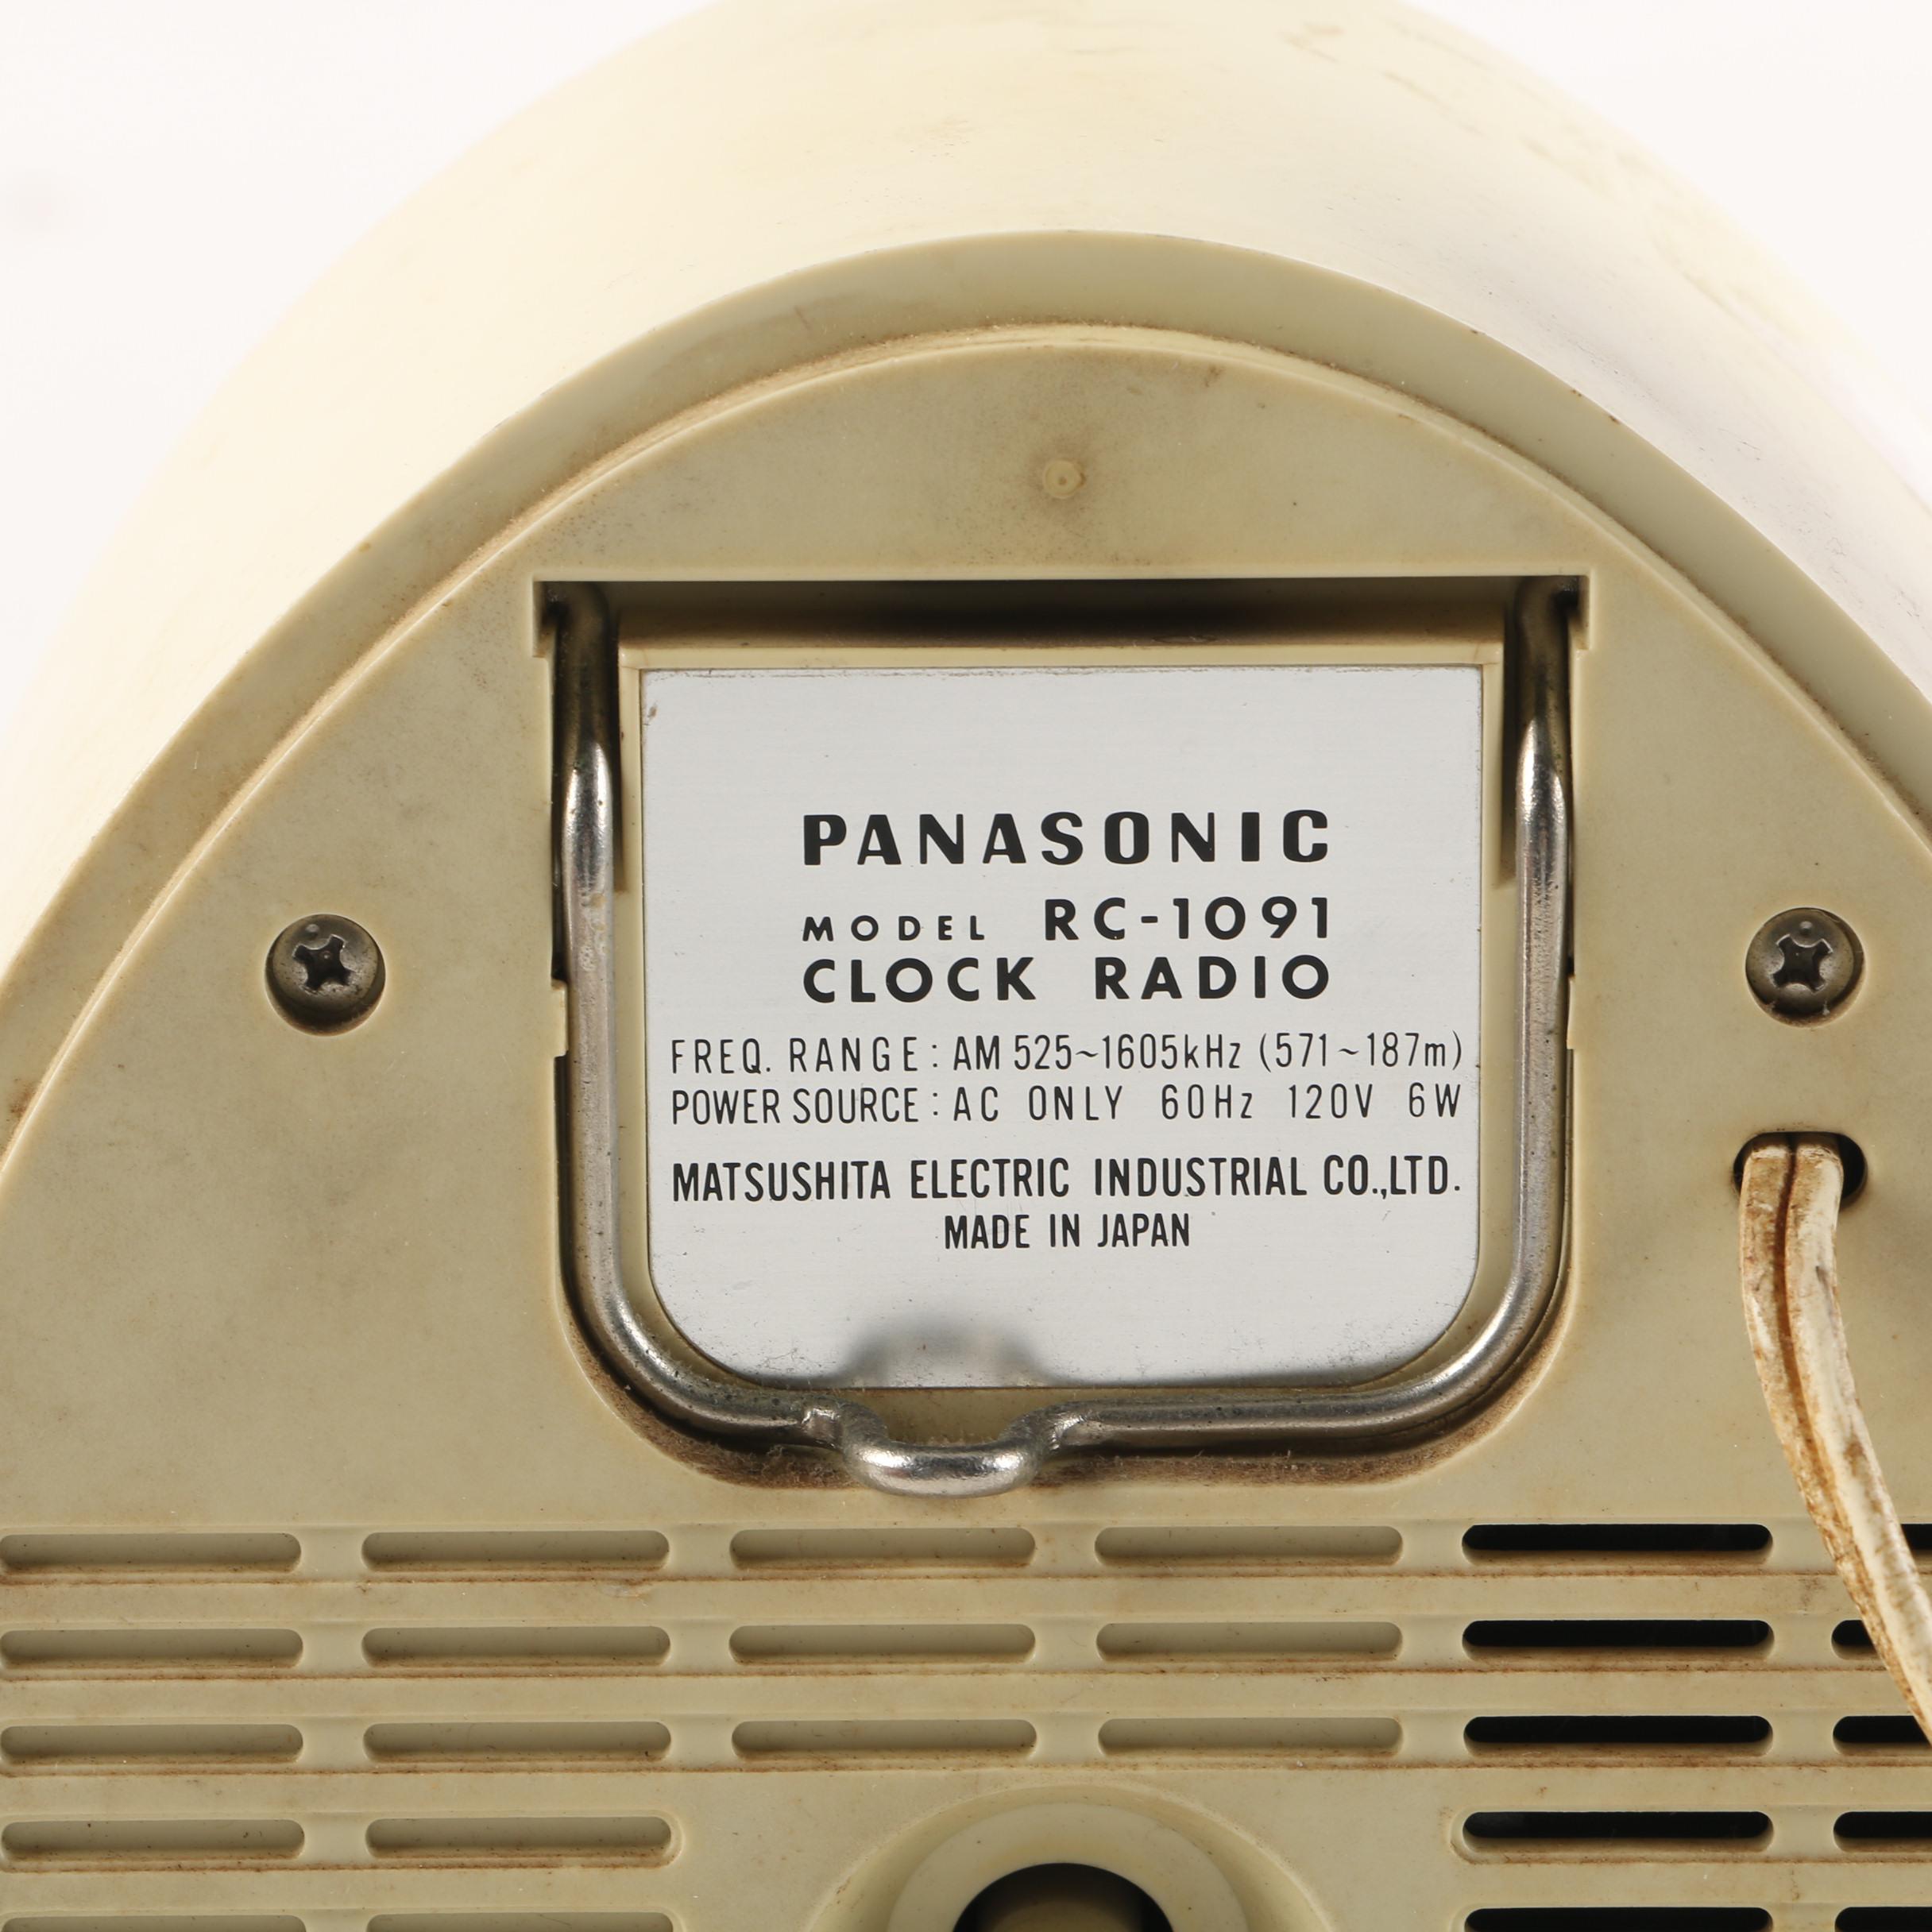 PANASONIC
MODEL RC-1091
CLOCK RADIO
FREQ. RANGE: AM 525~1605kHz (571~187m)
POWER SOURCE: AC ONLY 60Hz 120V 6W
MATSUSHITA ELECTRIC INDUSTRIAL CO.,LTD.
MADE IN JAPAN